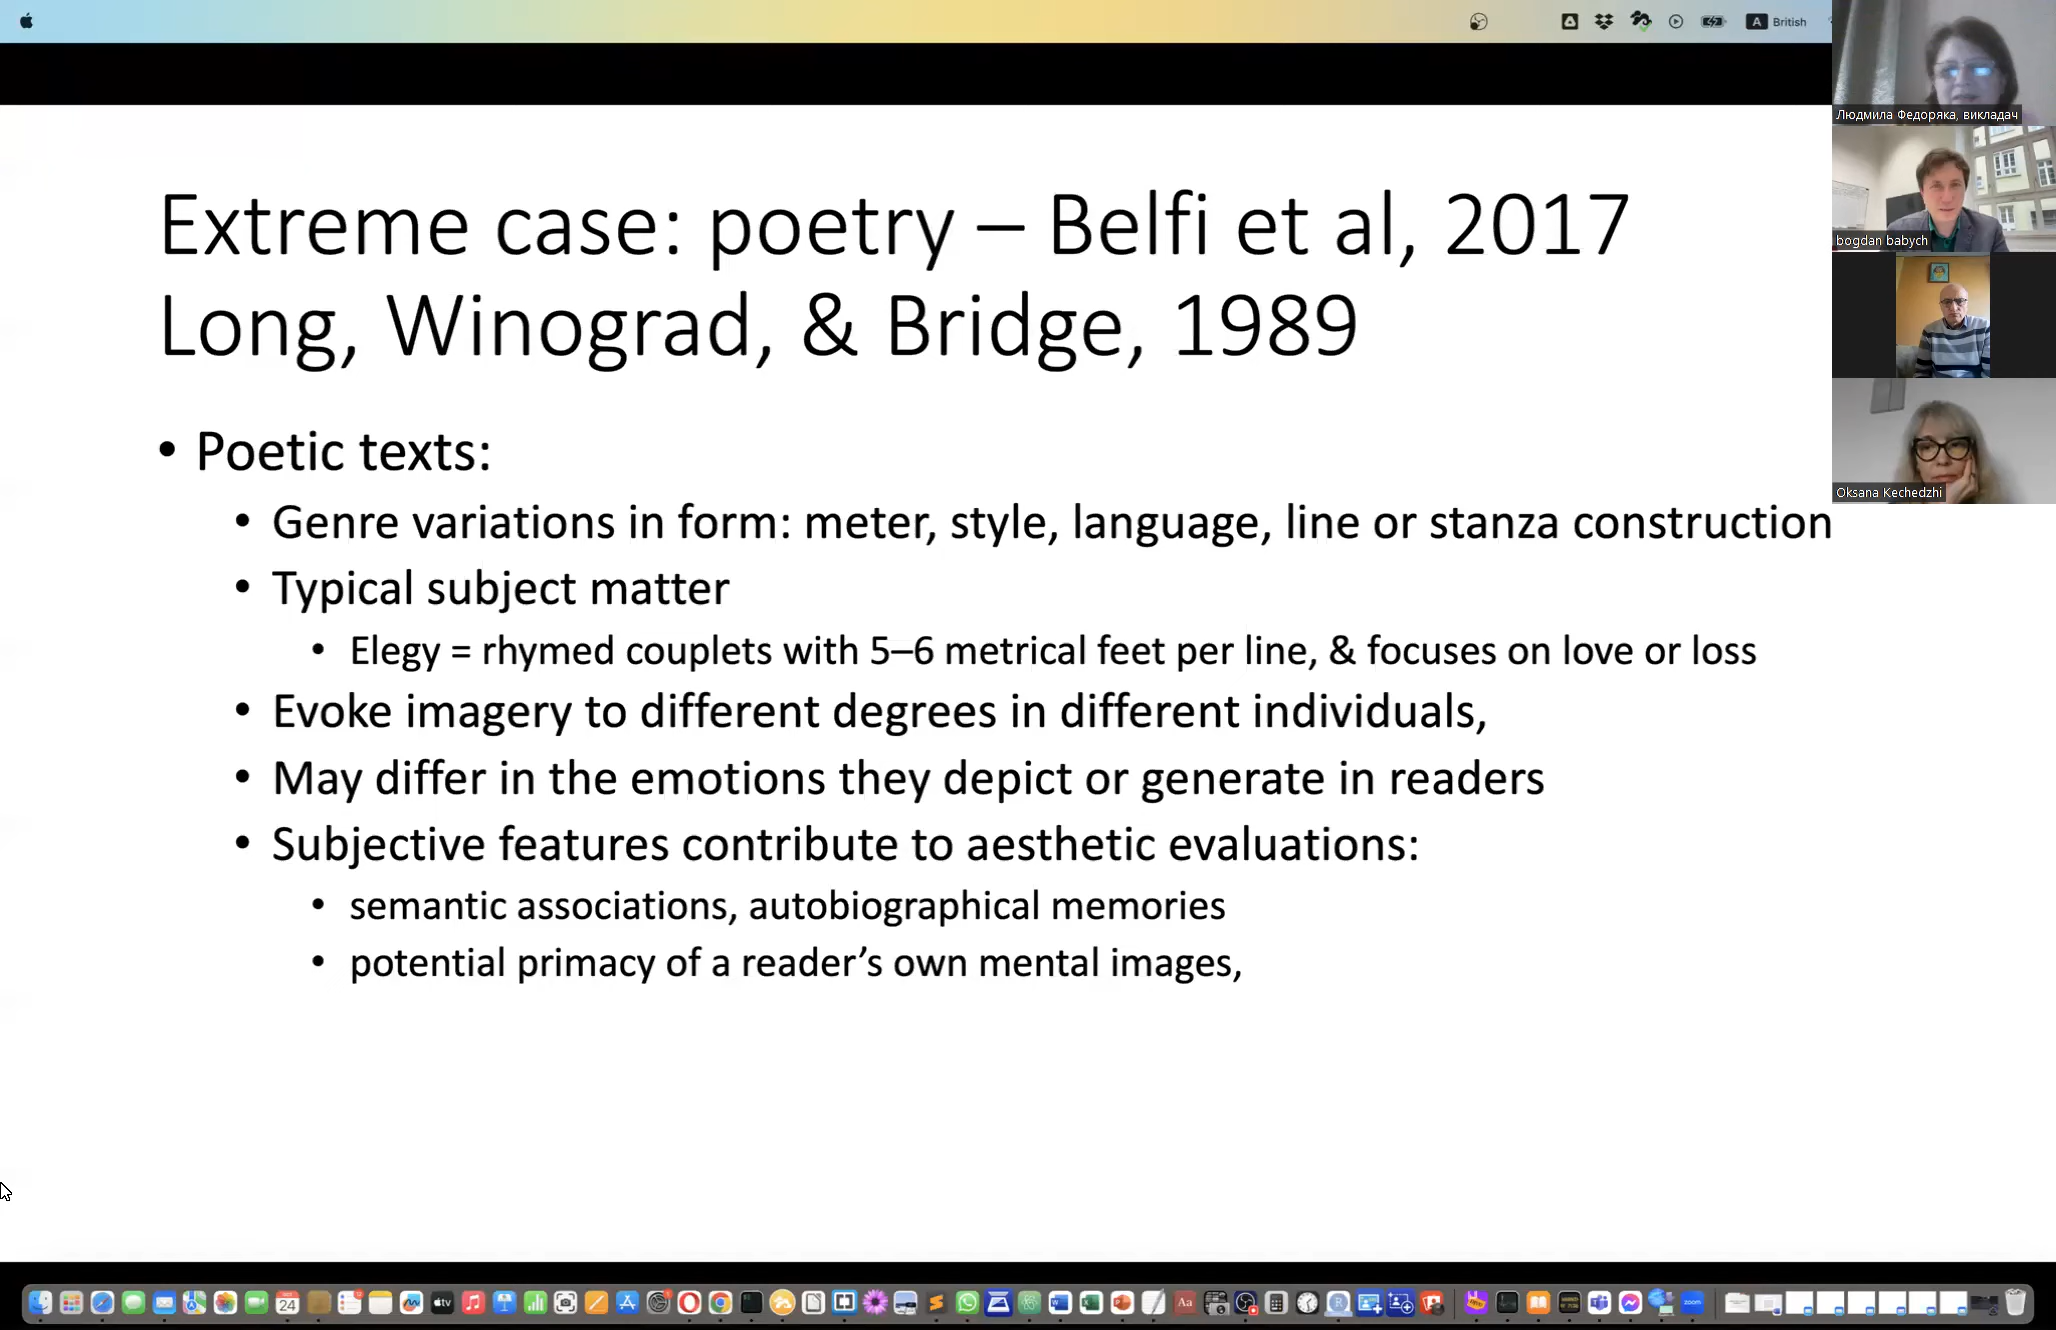 British
Людмила Федоряка, викладач
bogdan babych
Oksana Kechedzhi
Extreme case: poetry – Belfi et al, 2017
Long, Winograd, & Bridge, 1989
• Poetic texts:
• Genre variations in form: meter, style, language, line or stanza construction
• Typical subject matter
• Elegy = rhymed couplets with 5–6 metrical feet per line, & focuses on love or loss
• Evoke imagery to different degrees in different individuals,
• May differ in the emotions they depict or generate in readers
• Subjective features contribute to aesthetic evaluations:
• semantic associations, autobiographical memories
• potential primacy of a reader’s own mental images,
24
tv
Aa
zoom